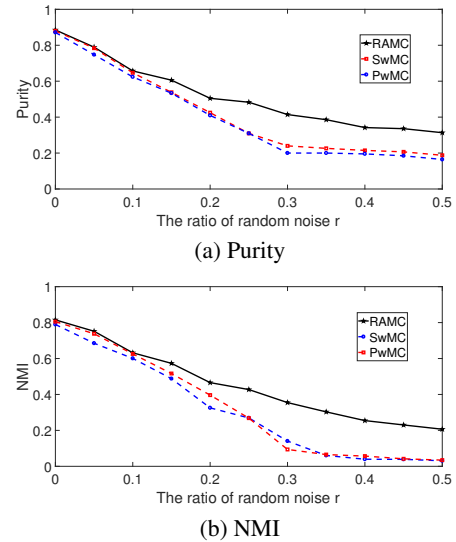 1
0.8
0.6
0.4
0.2
0
Purity
RAMC
SwMC
PwMC
0 0.1 0.2 0.3 0.4 0.5
The ratio of random noise r
(a) Purity
1
0.8
0.6
0.4
0.2
0
NMI
RAMC
SwMC
PwMC
0 0.1 0.2 0.3 0.4 0.5
The ratio of random noise r
(b) NMI